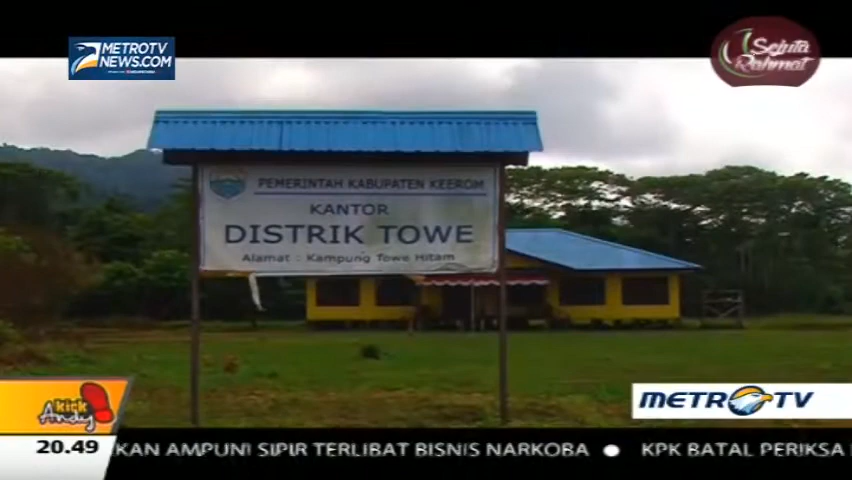 METROTV
NEWS.COM
Sejuta
Rahmat
PEMERINTAH KABUPATEN KEEROM
KANTOR
DISTRIK TOWE
Alamat : Kampung Towe Hitam
kick
Andy
METRO TV
20.49
KAN AMPUNI SIPIR TERLIBAT BISNIS NARKOBA ● KPK BATAL PERIKSA